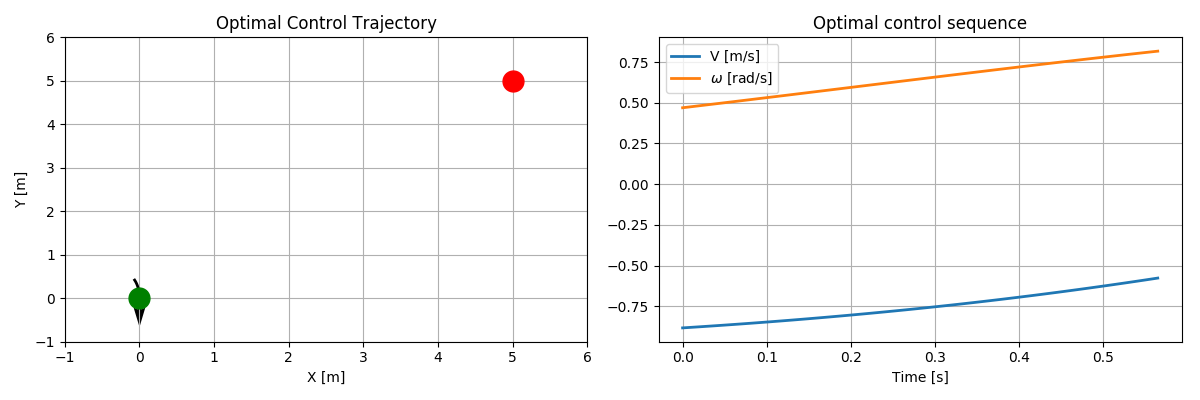 Optimal Control Trajectory
Y [m]
6
5
4
3
2
1
0
−1
−1 0 1 2 3 4 5 6
X [m]
Optimal control sequence
V [m/s]
ω [rad/s]
0.75
0.50
0.25
0.00
−0.25
−0.50
−0.75
0.0 0.1 0.2 0.3 0.4 0.5
Time [s]